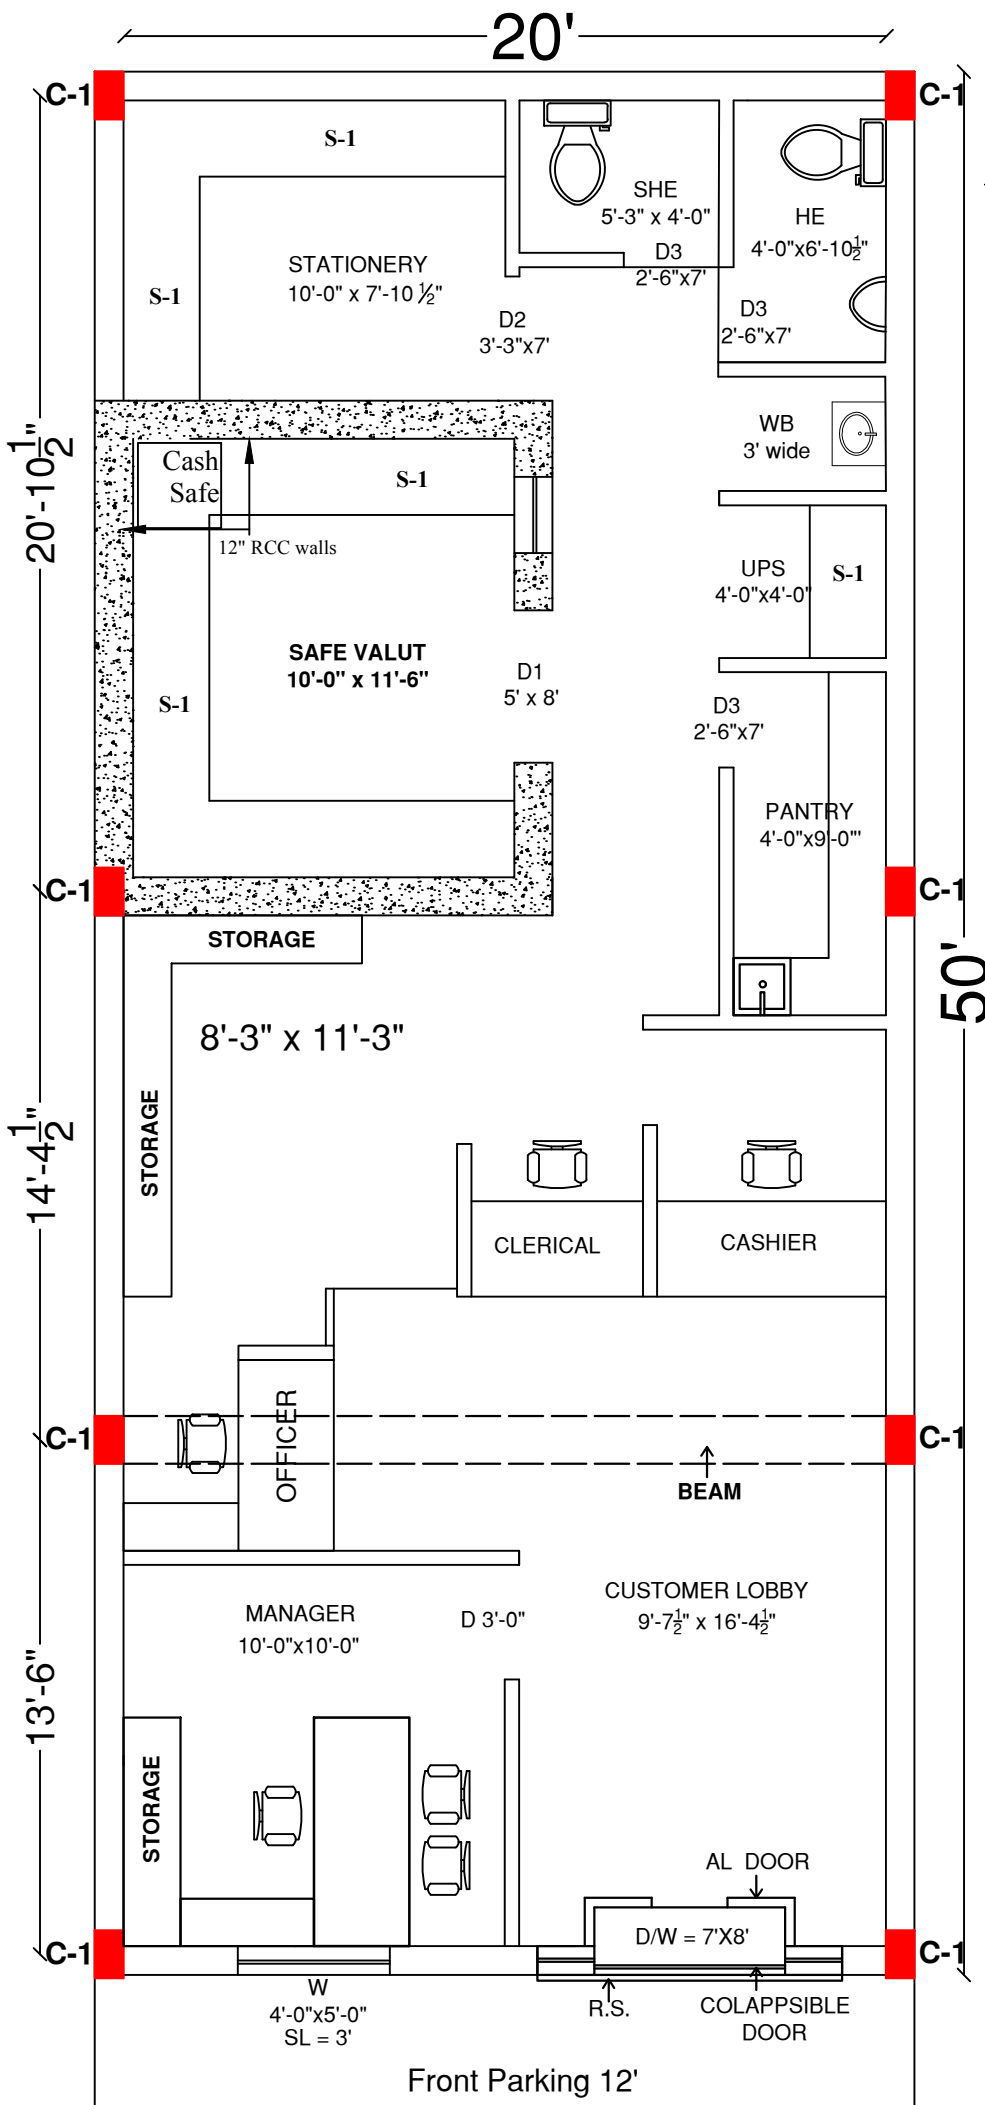 20'
C-1
C-1
S-1
SHE
5'-3" x 4'-0"
HE
4'-0"x6'-10½"
STATIONERY
10'-0" x 7'-10 ½"
D3
2'-6"x7'
S-1
D2
3'-3"x7'
D3
2'-6"x7'
WB
3' wide
20'-10½"
Cash
Safe
S-1
12" RCC walls
UPS
4'-0"x4'-0"
S-1
SAFE VALUT
10'-0" x 11'-6"
D1
5' x 8'
S-1
D3
2'-6"x7'
PANTRY
4'-0"x9'-0"'
C-1
C-1
STORAGE
50'
8'-3" x 11'-3"
14'-4½"
STORAGE
CLERICAL
CASHIER
OFFICER
C-1
C-1
BEAM
CUSTOMER LOBBY
9'-7½" x 16'-4½"
MANAGER
10'-0"x10'-0"
D 3'-0"
13'-6"
STORAGE
AL DOOR
D/W = 7'X8'
C-1
C-1
W
4'-0"x5'-0"
SL = 3'
R.S.
COLAPPSIBLE
DOOR
Front Parking 12'